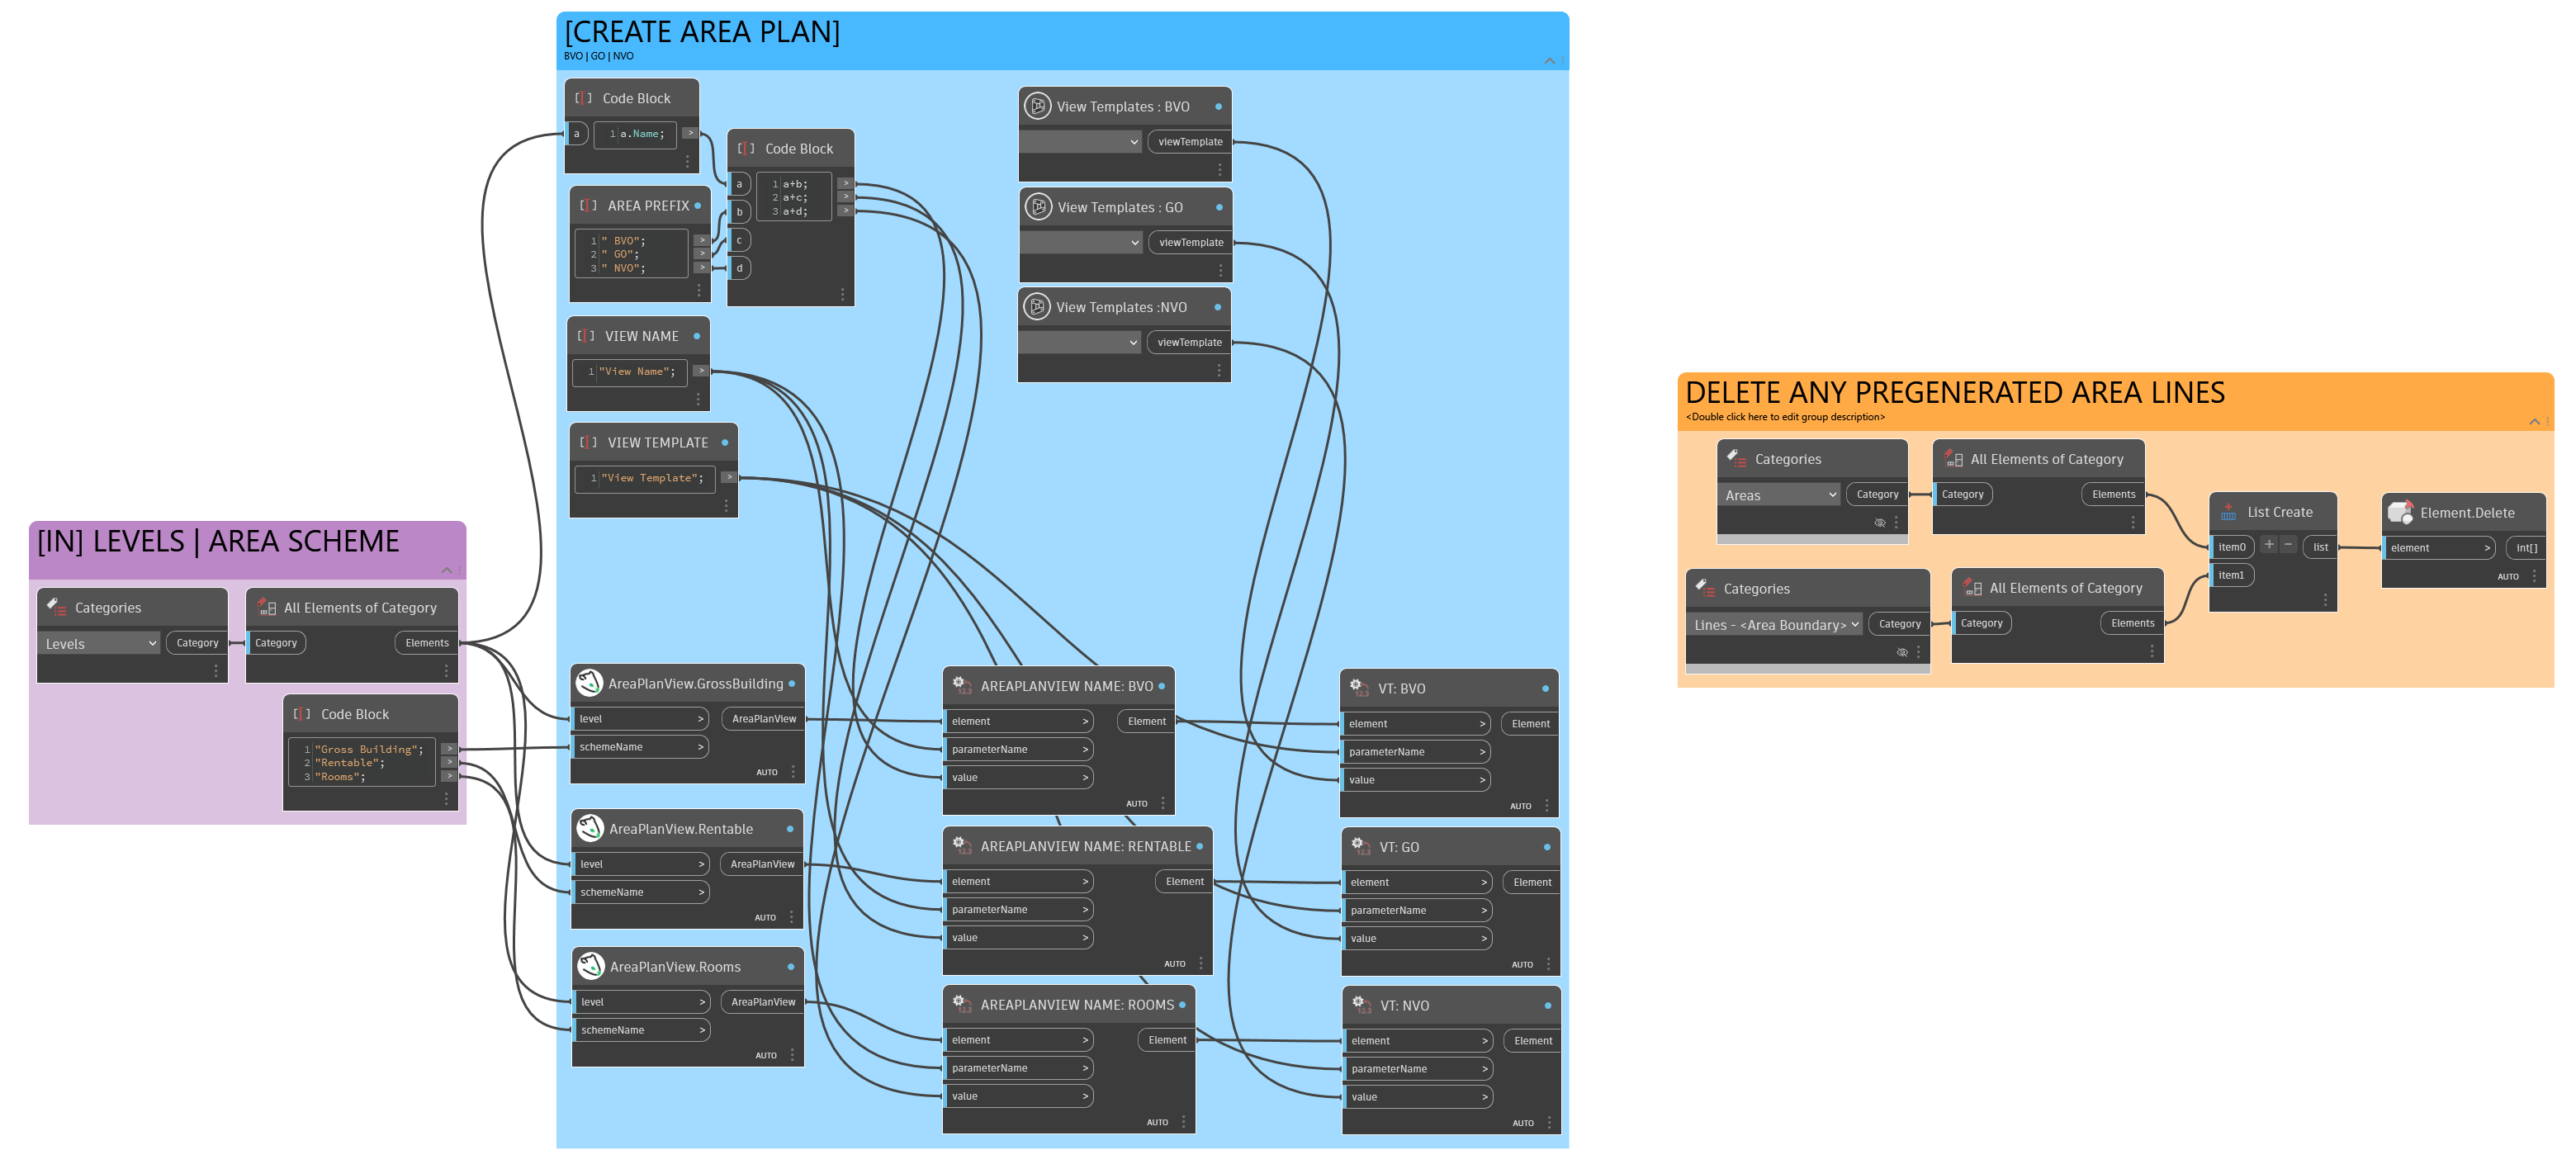 [IN] LEVELS | AREA SCHEME
Categories
Levels
Category
All Elements of Category
Category
Elements
Code Block
1 "Gross Building"; >
2 "Rentable"; >
3 "Rooms"; >
[CREATE AREA PLAN]
BVO | GO | NVO
Code Block
a
1 a.Name; >
AREA PREFIX
1 " BVO"; >
2 " GO"; >
3 " NVO"; >
Code Block
a
b
c
d
1 a+b; >
2 a+c; >
3 a+d; >
VIEW NAME
1 "View Name"; >
VIEW TEMPLATE
1 "View Template"; >
View Templates : BVO
viewTemplate
View Templates : GO
viewTemplate
View Templates :NVO
viewTemplate
AreaPlanView.GrossBuilding
level > AreaPlanView
schemeName >
AUTO
AreaPlanView.Rentable
level > AreaPlanView
schemeName >
AUTO
AreaPlanView.Rooms
level > AreaPlanView
schemeName >
AUTO
AREAPLANVIEW NAME: BVO
element > Element
parameterName >
value >
AUTO
AREAPLANVIEW NAME: RENTABLE
element > Element
parameterName >
value >
AUTO
AREAPLANVIEW NAME: ROOMS
element > Element
parameterName >
value >
AUTO
VT: BVO
element > Element
parameterName >
value >
AUTO
VT: GO
element > Element
parameterName >
value >
AUTO
VT: NVO
element > Element
parameterName >
value >
AUTO
DELETE ANY PREGENERATED AREA LINES
<Double click here to edit group description>
Categories
Areas
Category
All Elements of Category
Category
Elements
Categories
Lines - <Area Boundary>
Category
All Elements of Category
Category
Elements
List Create
item0 + - list
item1
Element.Delete
element > int[]
AUTO